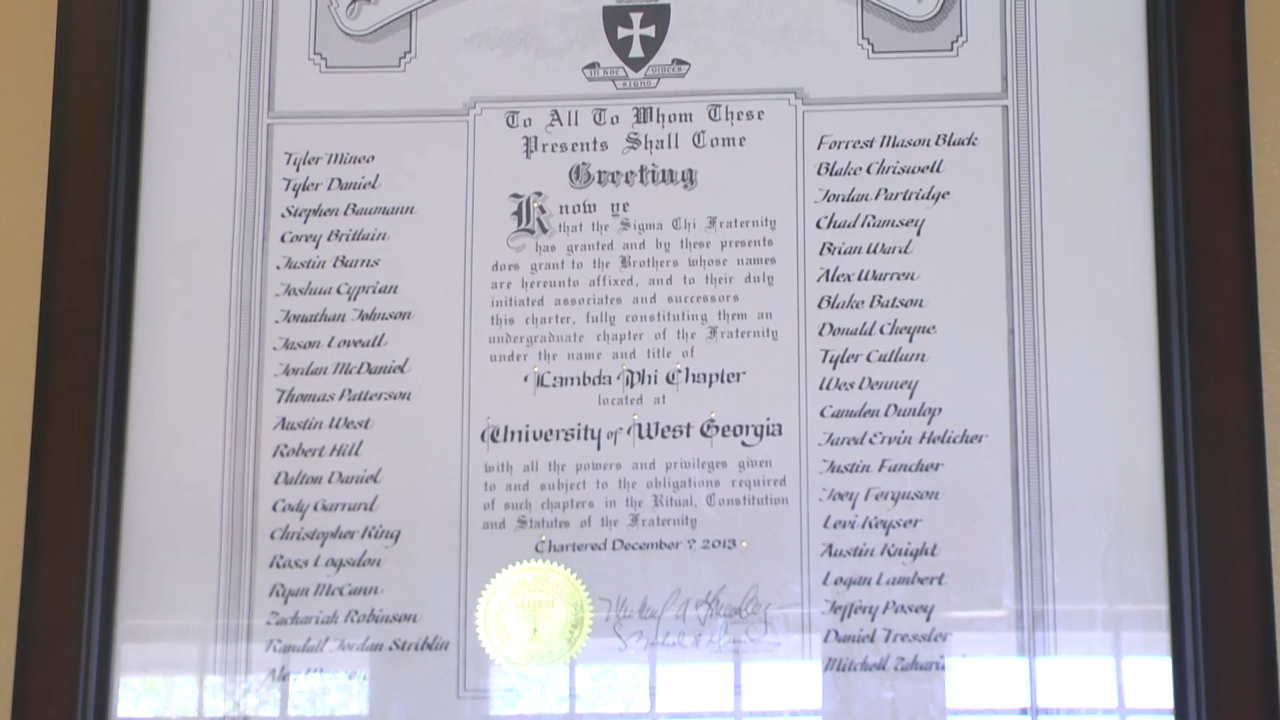 IN HOC
VINCES
SIGNO
To All To Whom These
Presents Shall Come
Greeting
Know ye
that the Sigma Chi Fraternity
has granted and by these presents
does grant to the Brothers whose names
are hereunto affixed, and to their duly
initiated associates and successors
this charter, fully constituting them an
undergraduate chapter of the Fraternity
under the name and title of
Lambda Phi Chapter
located at
University of West Georgia
with all the powers and privileges given
to and subject to the obligations required
of such chapters in the Ritual, Constitution
and Statutes of the Fraternity
Chartered December 2013
Tyler Mineo
Tyler Daniel
Stephen Baumann
Corey Brittain
Justin Burns
Joshua Cyprian
Jonathan Johnson
Jason Loveall
Jordan McDaniel
Thomas Patterson
Austin West
Robert Hill
Dalton Daniel
Cody Garrard
Christopher King
Ross Logsdon
Ryan McCann
Zachariah Robinson
Randall Jordan Striblin
Forrest Mason Black
Blake Chriswell
Jordan Partridge
Chad Ramsey
Brian Ward
Alex Warren
Blake Batson
Donald Cheyne
Tyler Cullum
Wes Denney
Camden Dunlop
Jared Ervin Holicher
Justin Fancher
Joey Ferguson
Levi Keyser
Austin Knight
Logan Lambert
Jeffery Posey
Daniel Tressler
Mitchell